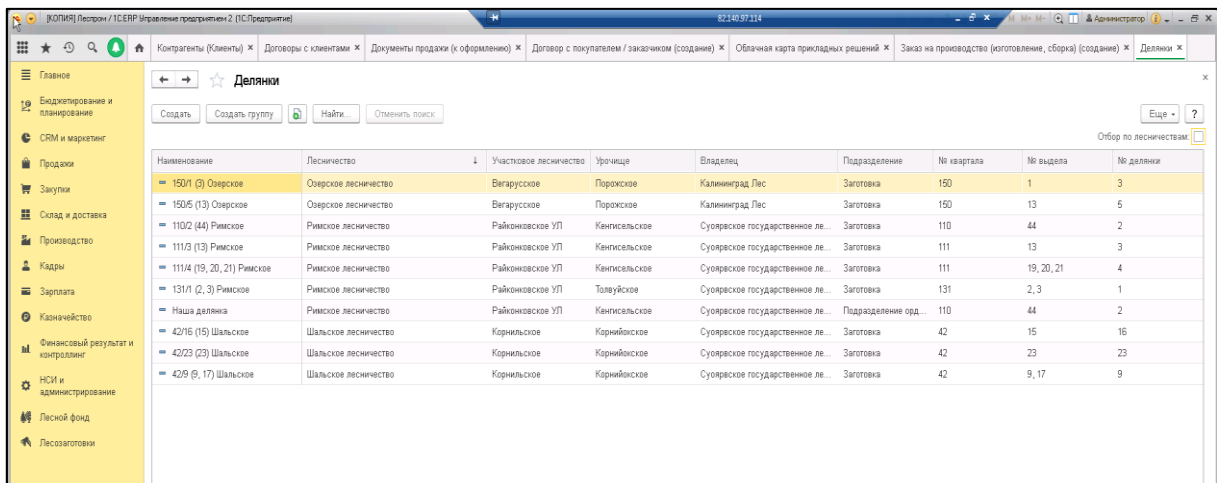 [КОПИЯ] Леспром / 1С:ERP Управление предприятием 2 (1С:Предприятие)
82.140.97.114
M M+ M-
Администратор
Контрагенты (Клиенты) × Договоры с клиентами × Документы продажи (к оформлению) × Договор с покупателем / заказчиком (создание) × Облачная карта прикладных решений × Заказ на производство (изготовление, сборка) (создание) × Делянки ×
Главное
Бюджетирование и
планирование
CRM и маркетинг
Продажи
Закупки
Склад и доставка
Производство
Кадры
Зарплата
Казначейство
Финансовый результат и
контроллинг
НСИ и
администрирование
Лесной фонд
Лесозаготовки
Делянки
Создать Создать группу Найти... Отменить поиск Еще ?
Отбор по лесничествам:
Наименование Лесничество ↓ Участковое лесничество Урочище Владелец Подразделение № квартала № выдела № делянки
150/1 (3) Озерское Озерское лесничество Вегарусское Порожское Калининград Лес Заготовка 150 1 3
150/5 (13) Озерское Озерское лесничество Вегарусское Порожское Калининград Лес Заготовка 150 13 5
110/2 (44) Римское Римское лесничество Райконковское УЛ Кенгисельское Суоярвское государственное ле... Заготовка 110 44 2
111/3 (13) Римское Римское лесничество Райконковское УЛ Кенгисельское Суоярвское государственное ле... Заготовка 111 13 3
111/4 (19, 20, 21) Римское Римское лесничество Райконковское УЛ Кенгисельское Суоярвское государственное ле... Заготовка 111 19, 20, 21 4
131/1 (2, 3) Римское Римское лесничество Райконковское УЛ Толвуйское Суоярвское государственное ле... Заготовка 131 2, 3 1
Наша делянка Римское лесничество Райконковское УЛ Кенгисельское Суоярвское государственное ле... Подразделение орд... 110 44 2
42/16 (15) Шальское Шальское лесничество Корнильское Корнийокское Суоярвское государственное ле... Заготовка 42 15 16
42/23 (23) Шальское Шальское лесничество Корнильское Корнийокское Суоярвское государственное ле... Заготовка 42 23 23
42/9 (9, 17) Шальское Шальское лесничество Корнильское Корнийокское Суоярвское государственное ле... Заготовка 42 9, 17 9